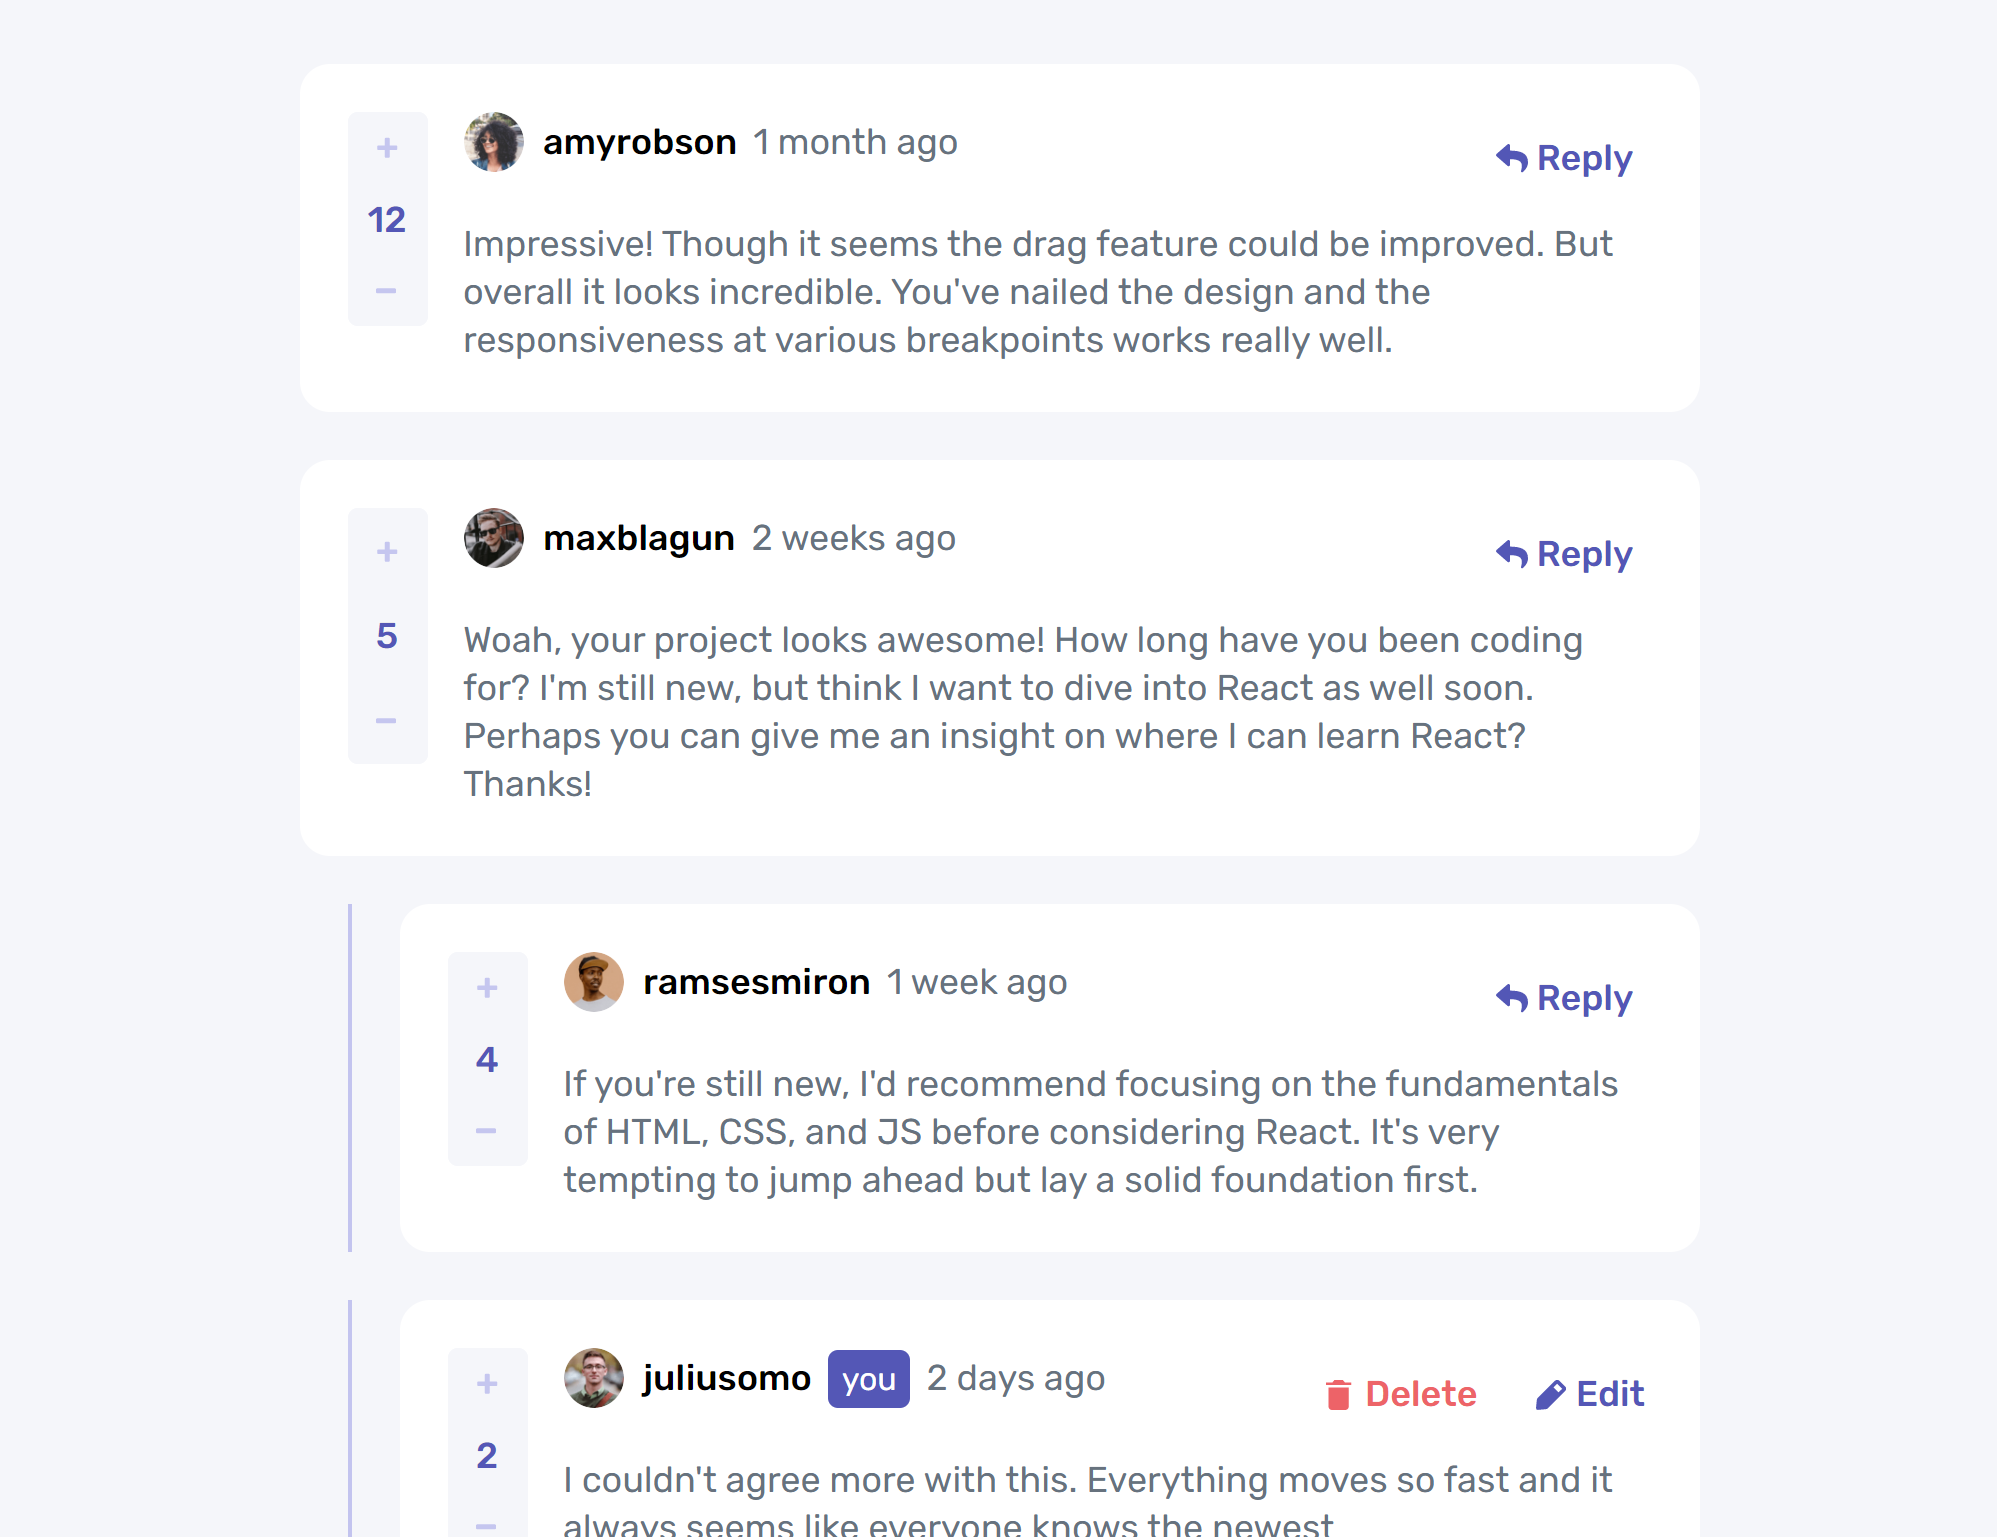 amyrobson 1 month ago
Reply
+
12
−
Impressive! Though it seems the drag feature could be improved. But
overall it looks incredible. You've nailed the design and the
responsiveness at various breakpoints works really well.
maxblagun 2 weeks ago
Reply
+
5
−
Woah, your project looks awesome! How long have you been coding
for? I'm still new, but think I want to dive into React as well soon.
Perhaps you can give me an insight on where I can learn React?
Thanks!
ramsesmiron 1 week ago
Reply
+
4
−
If you're still new, I'd recommend focusing on the fundamentals
of HTML, CSS, and JS before considering React. It's very
tempting to jump ahead but lay a solid foundation first.
juliusomo you 2 days ago
Delete Edit
+
2
−
I couldn't agree more with this. Everything moves so fast and it
always seems like everyone knows the newest